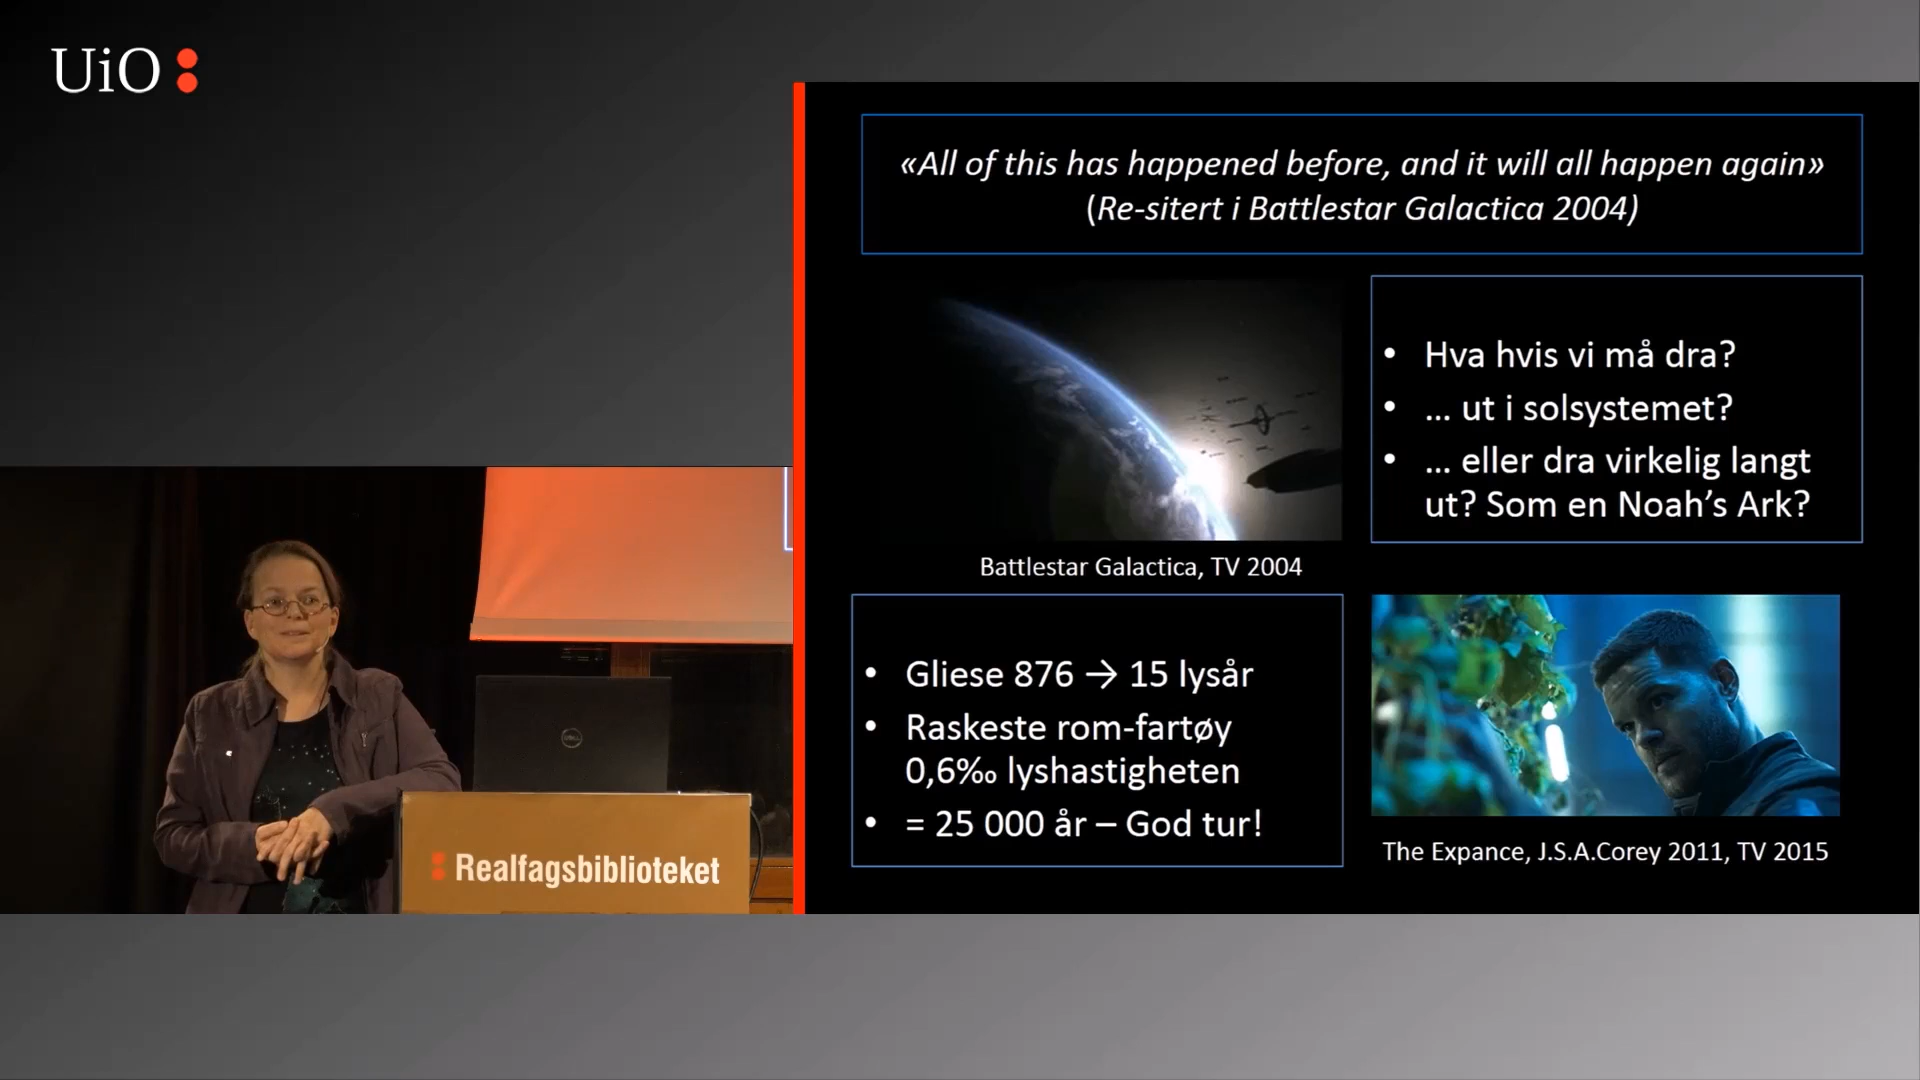 UiO
«All of this has happened before, and it will all happen again»
(Re-sitert i Battlestar Galactica 2004)
• Hva hvis vi må dra?
• … ut i solsystemet?
• … eller dra virkelig langt
ut? Som en Noah’s Ark?
Battlestar Galactica, TV 2004
• Gliese 876 → 15 lysår
• Raskeste rom-fartøy
0,6‰ lyshastigheten
• = 25 000 år – God tur!
The Expance, J.S.A.Corey 2011, TV 2015
DELL
Realfagsbiblioteket